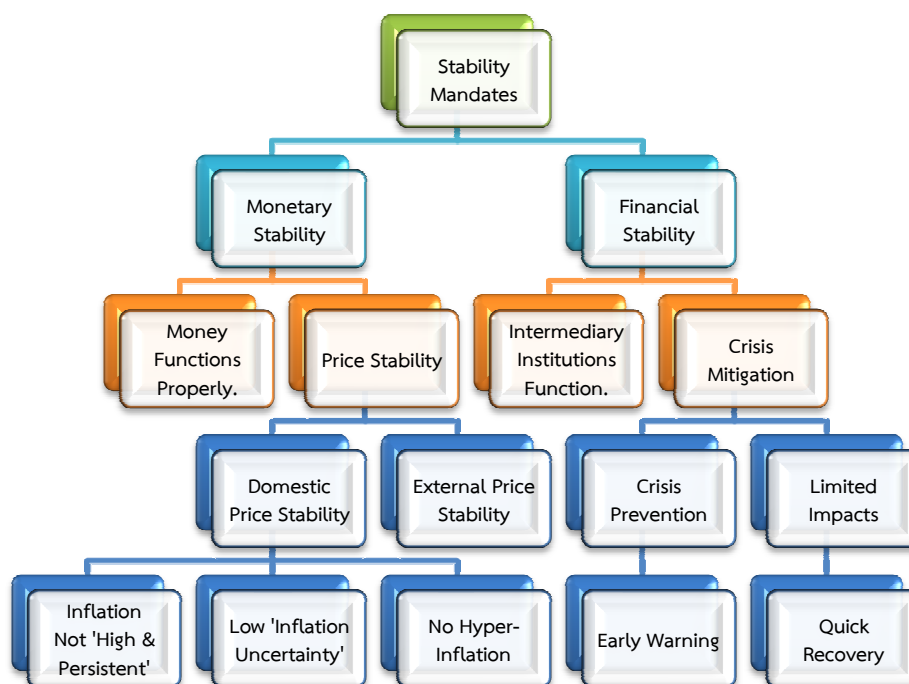 Stability
Mandates
Monetary
Stability
Financial
Stability
Money
Functions
Properly.
Price Stability
Intermediary
Institutions
Function.
Crisis
Mitigation
Domestic
Price Stability
External Price
Stability
Crisis
Prevention
Limited
Impacts
Inflation
Not 'High &
Persistent'
Low 'Inflation
Uncertainty'
No Hyper-
Inflation
Early Warning
Quick
Recovery